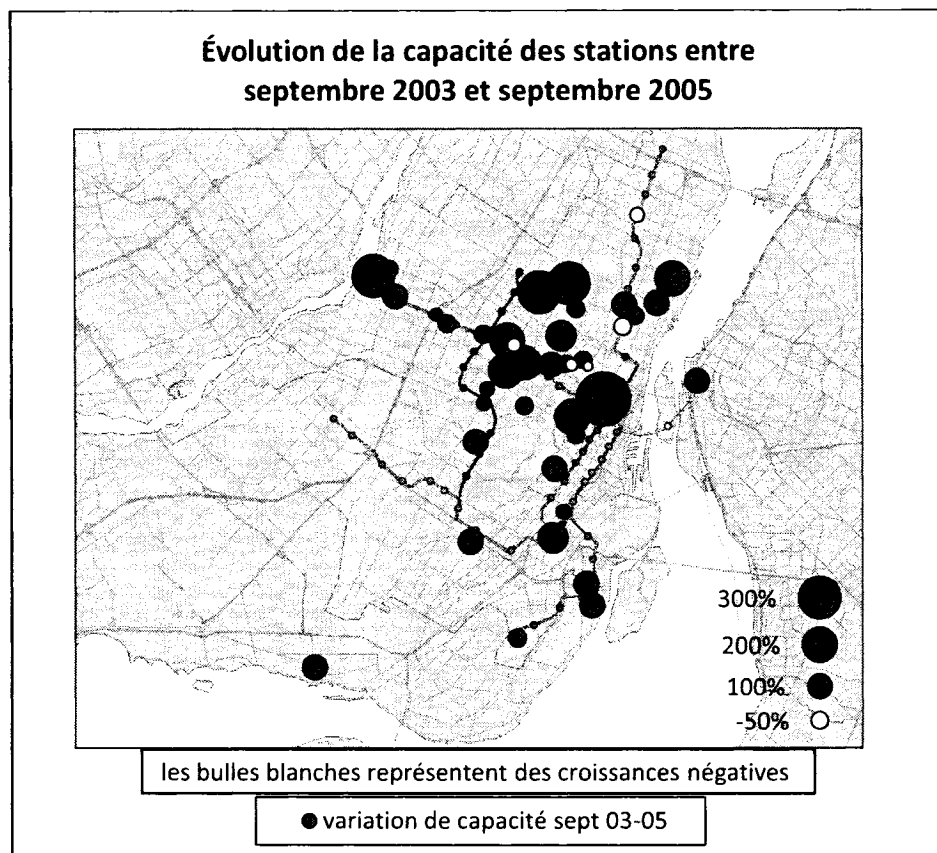 Évolution de la capacité des stations entre
septembre 2003 et septembre 2005
300%
200%
100%
-50%
les bulles blanches représentent des croissances négatives
variation de capacité sept 03-05